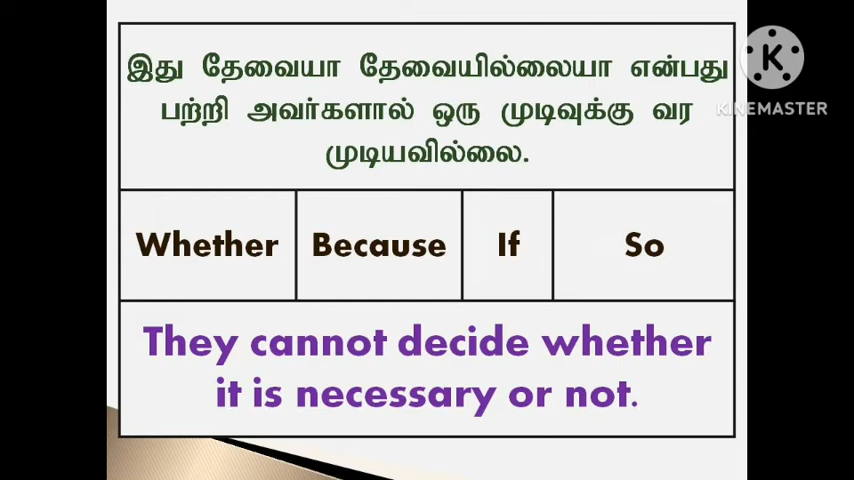 இது தேவையா தேவையில்லையா என்பது
பற்றி அவர்களால் ஒரு முடிவுக்கு வர
முடியவில்லை.
Whether Because If So
They cannot decide whether
it is necessary or not.
K
KINEMASTER